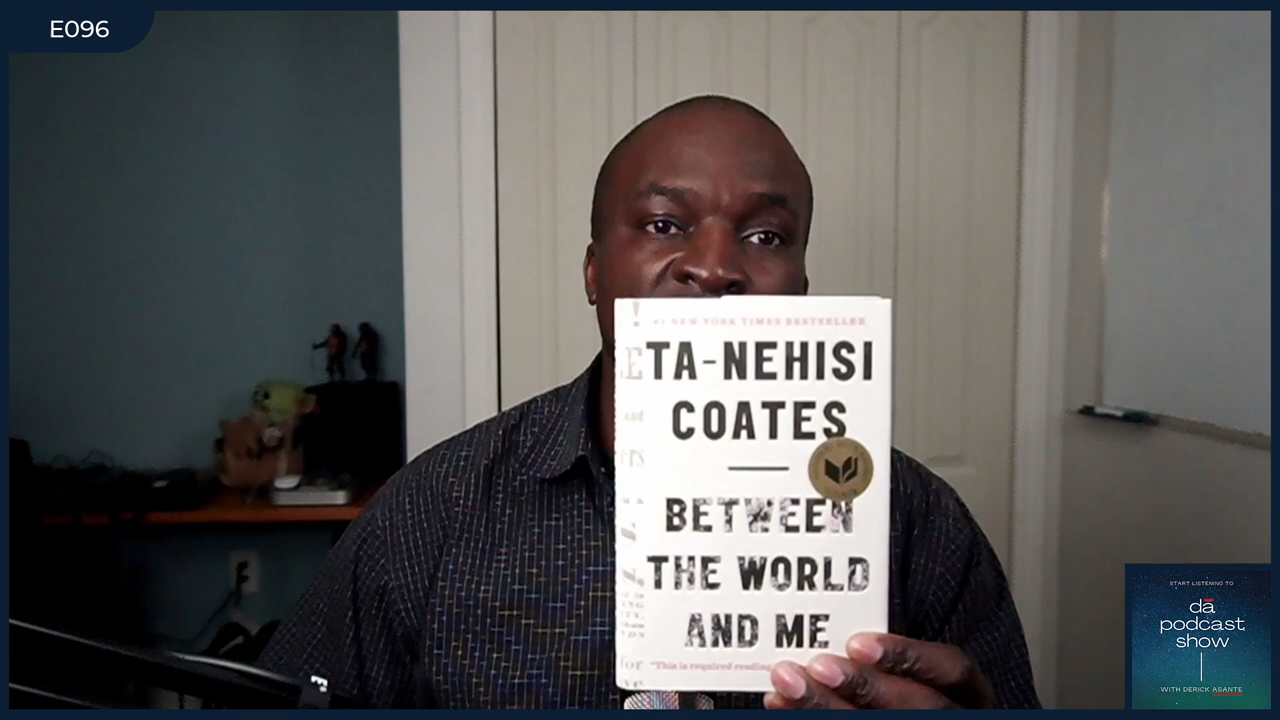 E096
#1 NEW YORK TIMES BESTSELLER
TA-NEHISI
COATES
BETWEEN
THE WORLD
AND ME
"This is required reading
START LISTENING TO
dā
podcast
show
WITH DERICK ASANTE